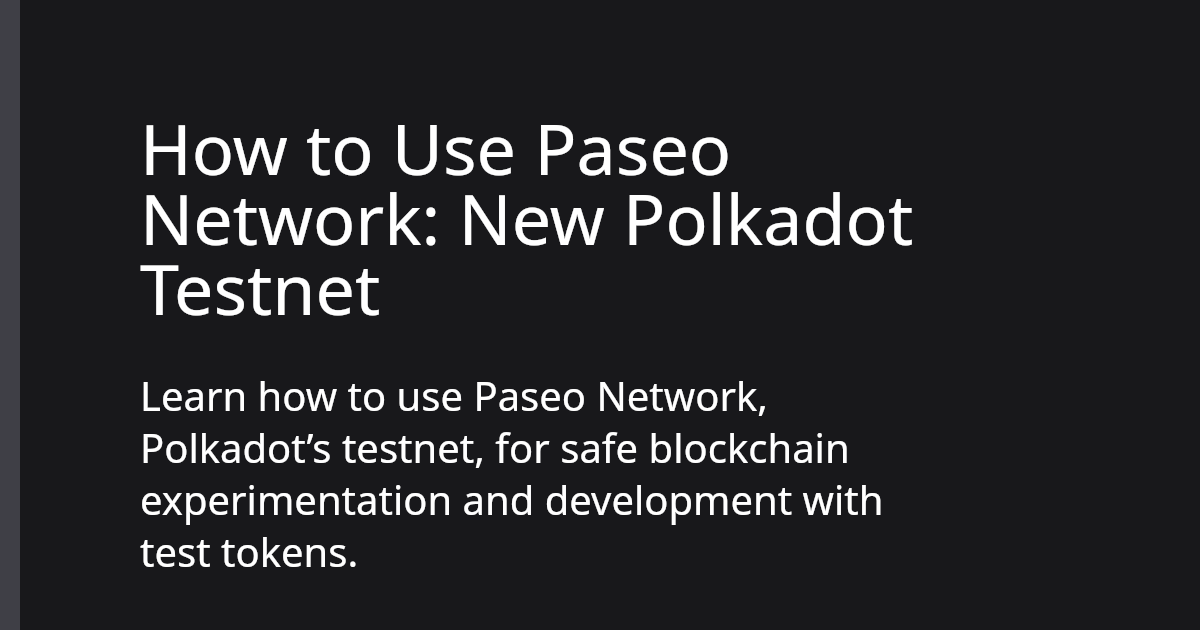 How to Use Paseo
Network: New Polkadot
Testnet
Learn how to use Paseo Network,
Polkadot’s testnet, for safe blockchain
experimentation and development with
test tokens.